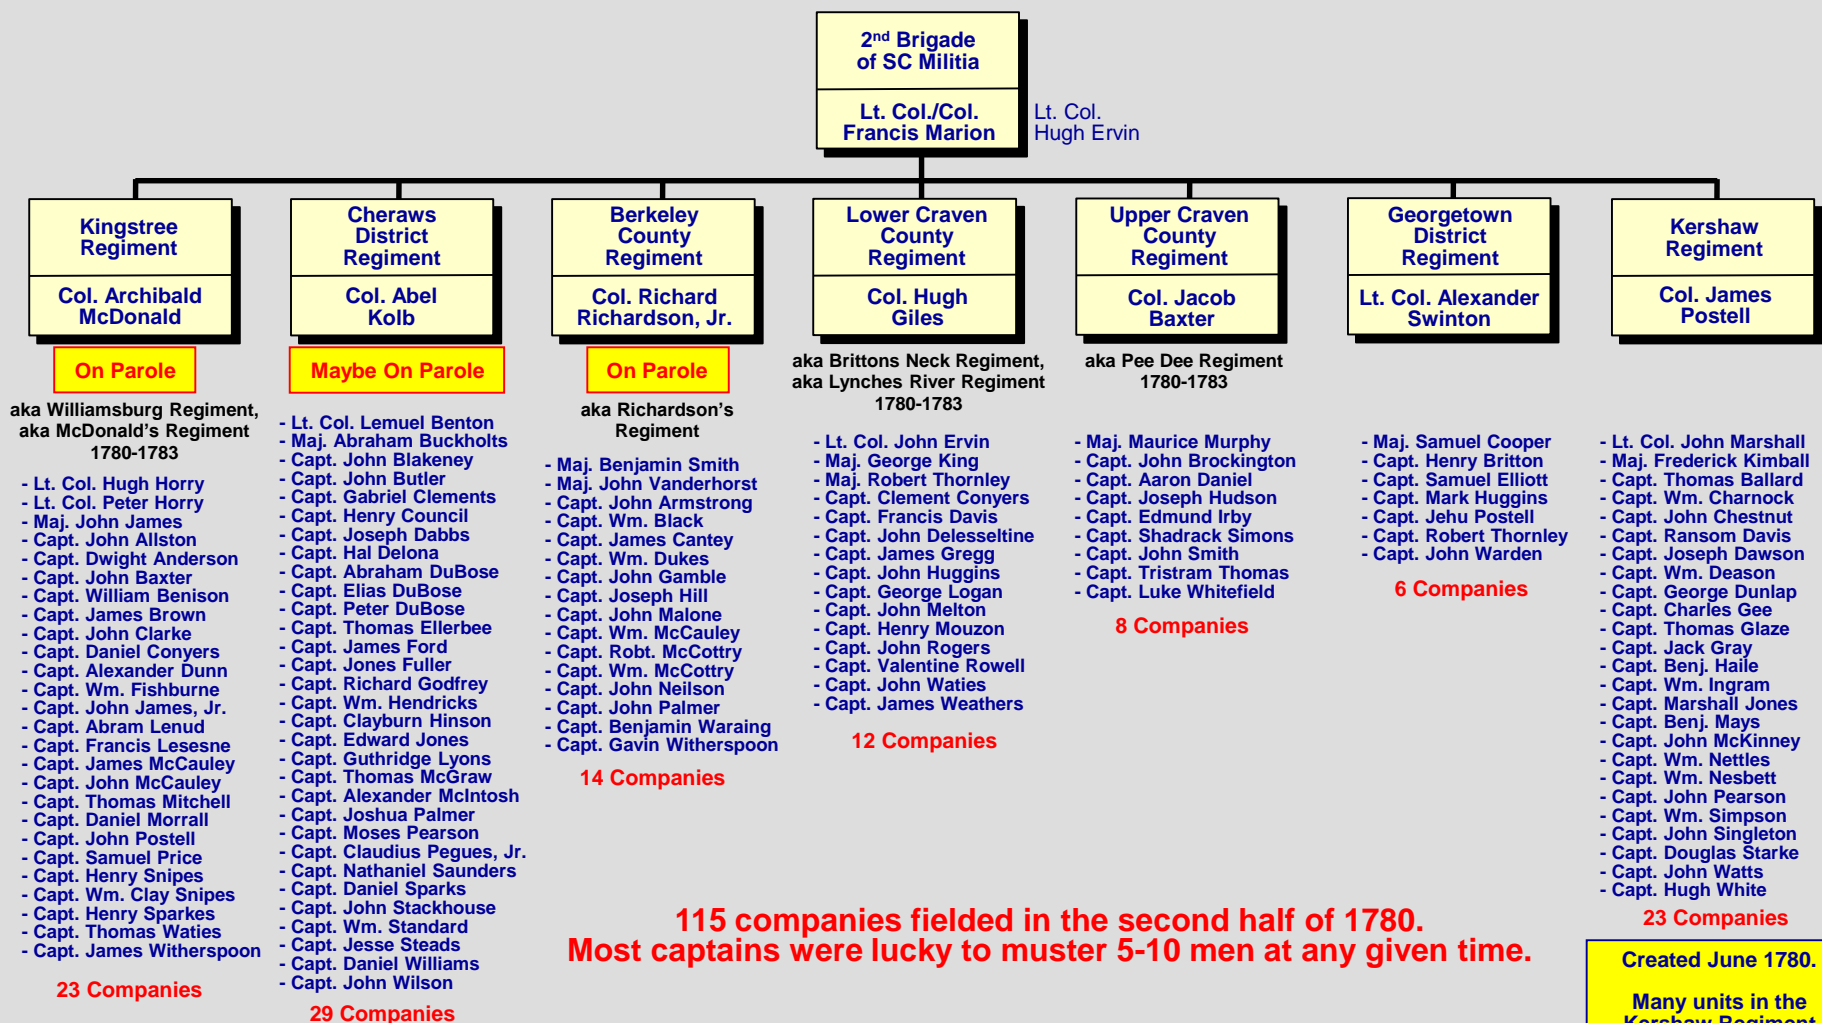 2nd Brigade
of SC Militia
Lt. Col./Col.
Francis Marion
Lt. Col.
Hugh Ervin
Kingstree
Regiment
Col. Archibald
McDonald
On Parole
aka Williamsburg Regiment,
aka McDonald's Regiment
1780-1783
- Lt. Col. Hugh Horry
- Lt. Col. Peter Horry
- Maj. John James
- Capt. John Allston
- Capt. Dwight Anderson
- Capt. John Baxter
- Capt. William Benison
- Capt. James Brown
- Capt. John Clarke
- Capt. Daniel Conyers
- Capt. Alexander Dunn
- Capt. Wm. Fishburne
- Capt. John James, Jr.
- Capt. Abram Lenud
- Capt. Francis Lesesne
- Capt. James McCauley
- Capt. John McCauley
- Capt. Thomas Mitchell
- Capt. Daniel Morrall
- Capt. John Postell
- Capt. Samuel Price
- Capt. Henry Snipes
- Capt. Wm. Clay Snipes
- Capt. Henry Sparkes
- Capt. Thomas Waties
- Capt. James Witherspoon
23 Companies
Cheraws
District
Regiment
Col. Abel
Kolb
Maybe On Parole
- Lt. Col. Lemuel Benton
- Maj. Abraham Buckholts
- Capt. John Blakeney
- Capt. John Butler
- Capt. Gabriel Clements
- Capt. Henry Council
- Capt. Joseph Dabbs
- Capt. Hal Delona
- Capt. Abraham DuBose
- Capt. Elias DuBose
- Capt. Peter DuBose
- Capt. Thomas Ellerbee
- Capt. James Ford
- Capt. Jones Fuller
- Capt. Richard Godfrey
- Capt. Wm. Hendricks
- Capt. Clayburn Hinson
- Capt. Edward Jones
- Capt. Guthridge Lyons
- Capt. Thomas McGraw
- Capt. Alexander McIntosh
- Capt. Joshua Palmer
- Capt. Moses Pearson
- Capt. Claudius Pegues, Jr.
- Capt. Nathaniel Saunders
- Capt. Daniel Sparks
- Capt. John Stackhouse
- Capt. Wm. Standard
- Capt. Jesse Steads
- Capt. Daniel Williams
- Capt. John Wilson
29 Companies
Berkeley
County
Regiment
Col. Richard
Richardson, Jr.
On Parole
aka Richardson's
Regiment
- Maj. Benjamin Smith
- Maj. John Vanderhorst
- Capt. John Armstrong
- Capt. Wm. Black
- Capt. James Cantey
- Capt. Wm. Dukes
- Capt. John Gamble
- Capt. Joseph Hill
- Capt. John Malone
- Capt. Wm. McCauley
- Capt. Robt. McCottry
- Capt. Wm. McCottry
- Capt. John Neilson
- Capt. John Palmer
- Capt. Benjamin Waraing
- Capt. Gavin Witherspoon
14 Companies
Lower Craven
County
Regiment
Col. Hugh
Giles
aka Brittons Neck Regiment,
aka Lynches River Regiment
1780-1783
- Lt. Col. John Ervin
- Maj. George King
- Maj. Robert Thornley
- Capt. Clement Conyers
- Capt. Francis Davis
- Capt. John Delesseltine
- Capt. James Gregg
- Capt. John Huggins
- Capt. George Logan
- Capt. John Melton
- Capt. Henry Mouzon
- Capt. John Rogers
- Capt. Valentine Rowell
- Capt. John Waties
- Capt. James Weathers
12 Companies
Upper Craven
County
Regiment
Col. Jacob
Baxter
aka Pee Dee Regiment
1780-1783
- Maj. Maurice Murphy
- Capt. John Brockington
- Capt. Aaron Daniel
- Capt. Joseph Hudson
- Capt. Edmund Irby
- Capt. Shadrack Simons
- Capt. John Smith
- Capt. Tristram Thomas
- Capt. Luke Whitefield
8 Companies
Georgetown
District
Regiment
Lt. Col. Alexander
Swinton
- Maj. Samuel Cooper
- Capt. Henry Britton
- Capt. Samuel Elliott
- Capt. Mark Huggins
- Capt. Jehu Postell
- Capt. Robert Thornley
- Capt. John Warden
6 Companies
Kershaw
Regiment
Col. James
Postell
- Lt. Col. John Marshall
- Maj. Frederick Kimball
- Capt. Thomas Ballard
- Capt. Wm. Charnock
- Capt. John Chestnut
- Capt. Ransom Davis
- Capt. Joseph Dawson
- Capt. Wm. Deason
- Capt. George Dunlap
- Capt. Charles Gee
- Capt. Thomas Glaze
- Capt. Jack Gray
- Capt. Benj. Haile
- Capt. Wm. Ingram
- Capt. Marshall Jones
- Capt. Benj. Mays
- Capt. John McKinney
- Capt. Wm. Nettles
- Capt. Wm. Nesbett
- Capt. John Pearson
- Capt. Wm. Simpson
- Capt. John Singleton
- Capt. Douglas Starke
- Capt. John Watts
- Capt. Hugh White
23 Companies
115 companies fielded in the second half of 1780.
Most captains were lucky to muster 5-10 men at any given time.
Created June 1780.
Many units in the
Kershaw Regiment